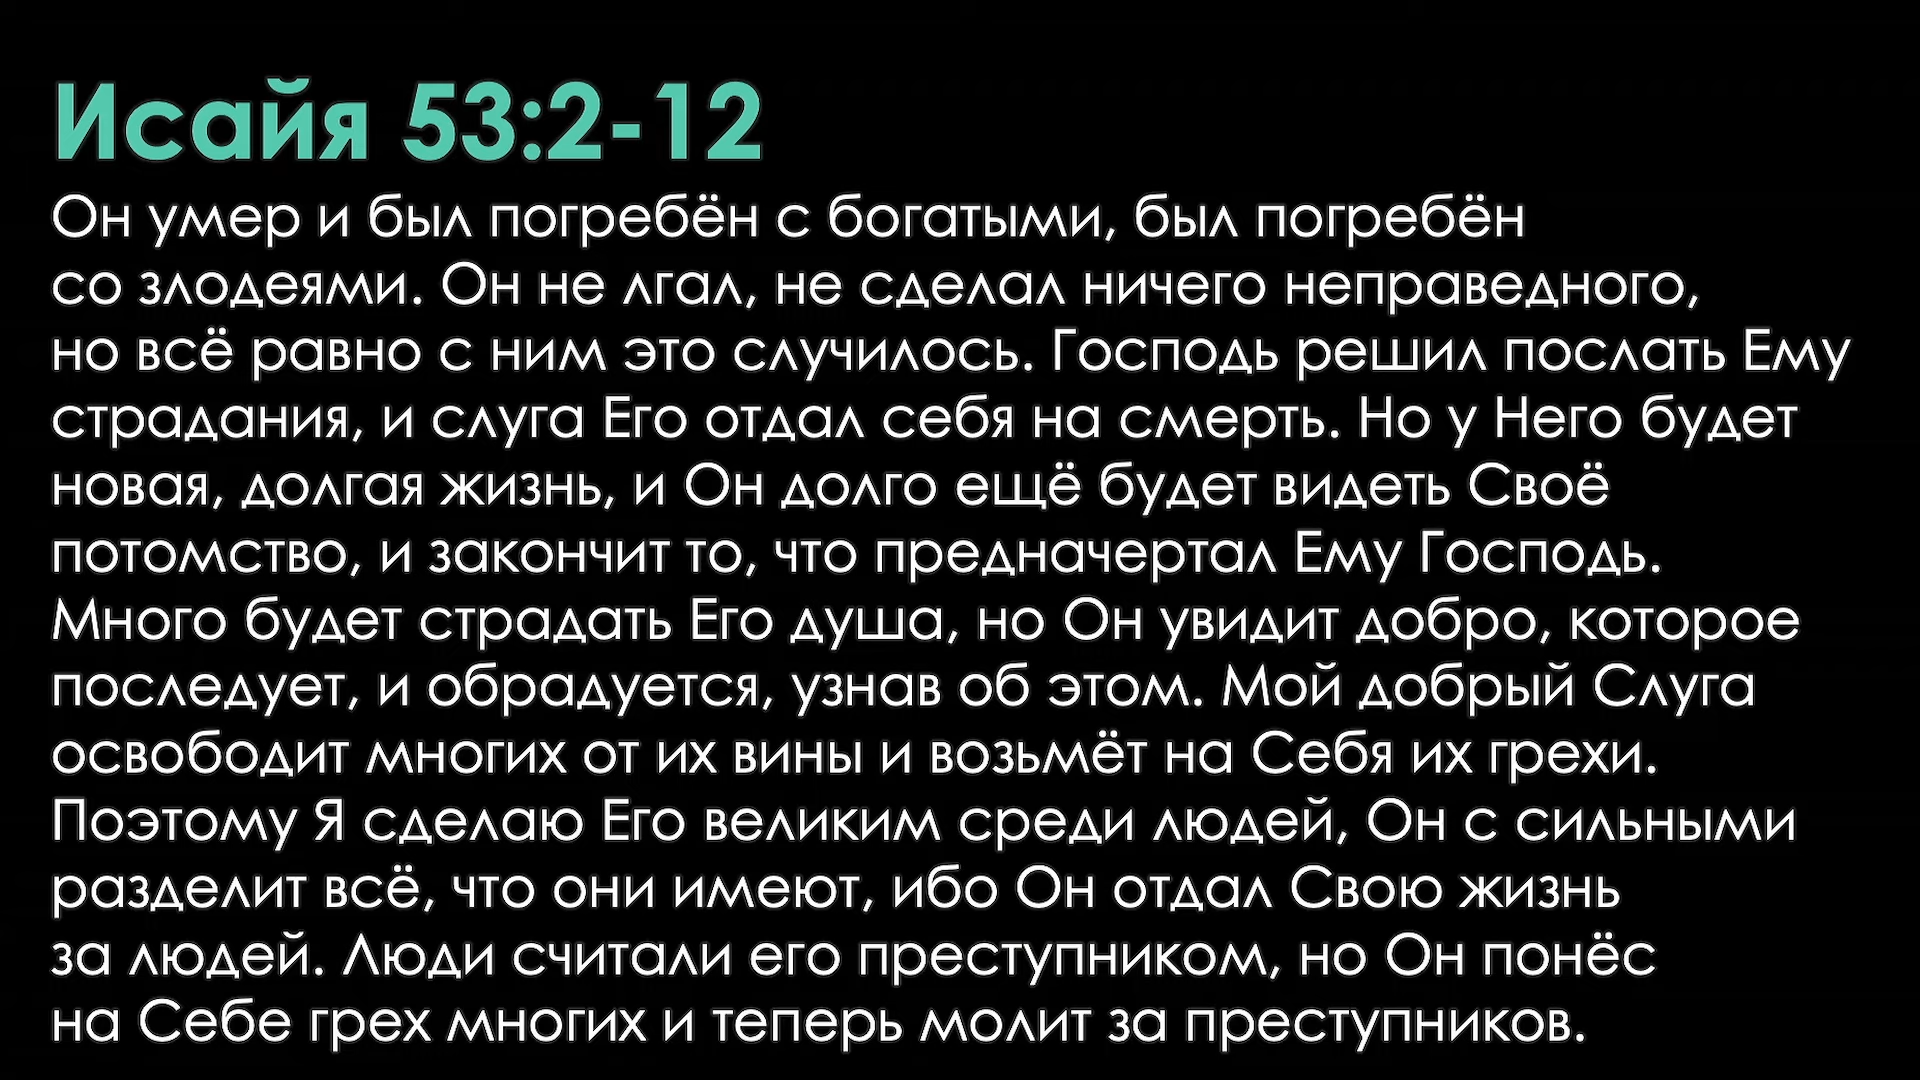 Исайя 53:2-12
Он умер и был погребён с богатыми, был погребён
со злодеями. Он не лгал, не сделал ничего неправедного,
но всё равно с ним это случилось. Господь решил послать Ему
страдания, и слуга Его отдал себя на смерть. Но у Него будет
новая, долгая жизнь, и Он долго ещё будет видеть Своё
потомство, и закончит то, что предначертал Ему Господь.
Много будет страдать Его душа, но Он увидит добро, которое
последует, и обрадуется, узнав об этом. Мой добрый Слуга
освободит многих от их вины и возьмёт на Себя их грехи.
Поэтому Я сделаю Его великим среди людей, Он с сильными
разделит всё, что они имеют, ибо Он отдал Свою жизнь
за людей. Люди считали его преступником, но Он понёс
на Себе грех многих и теперь молит за преступников.